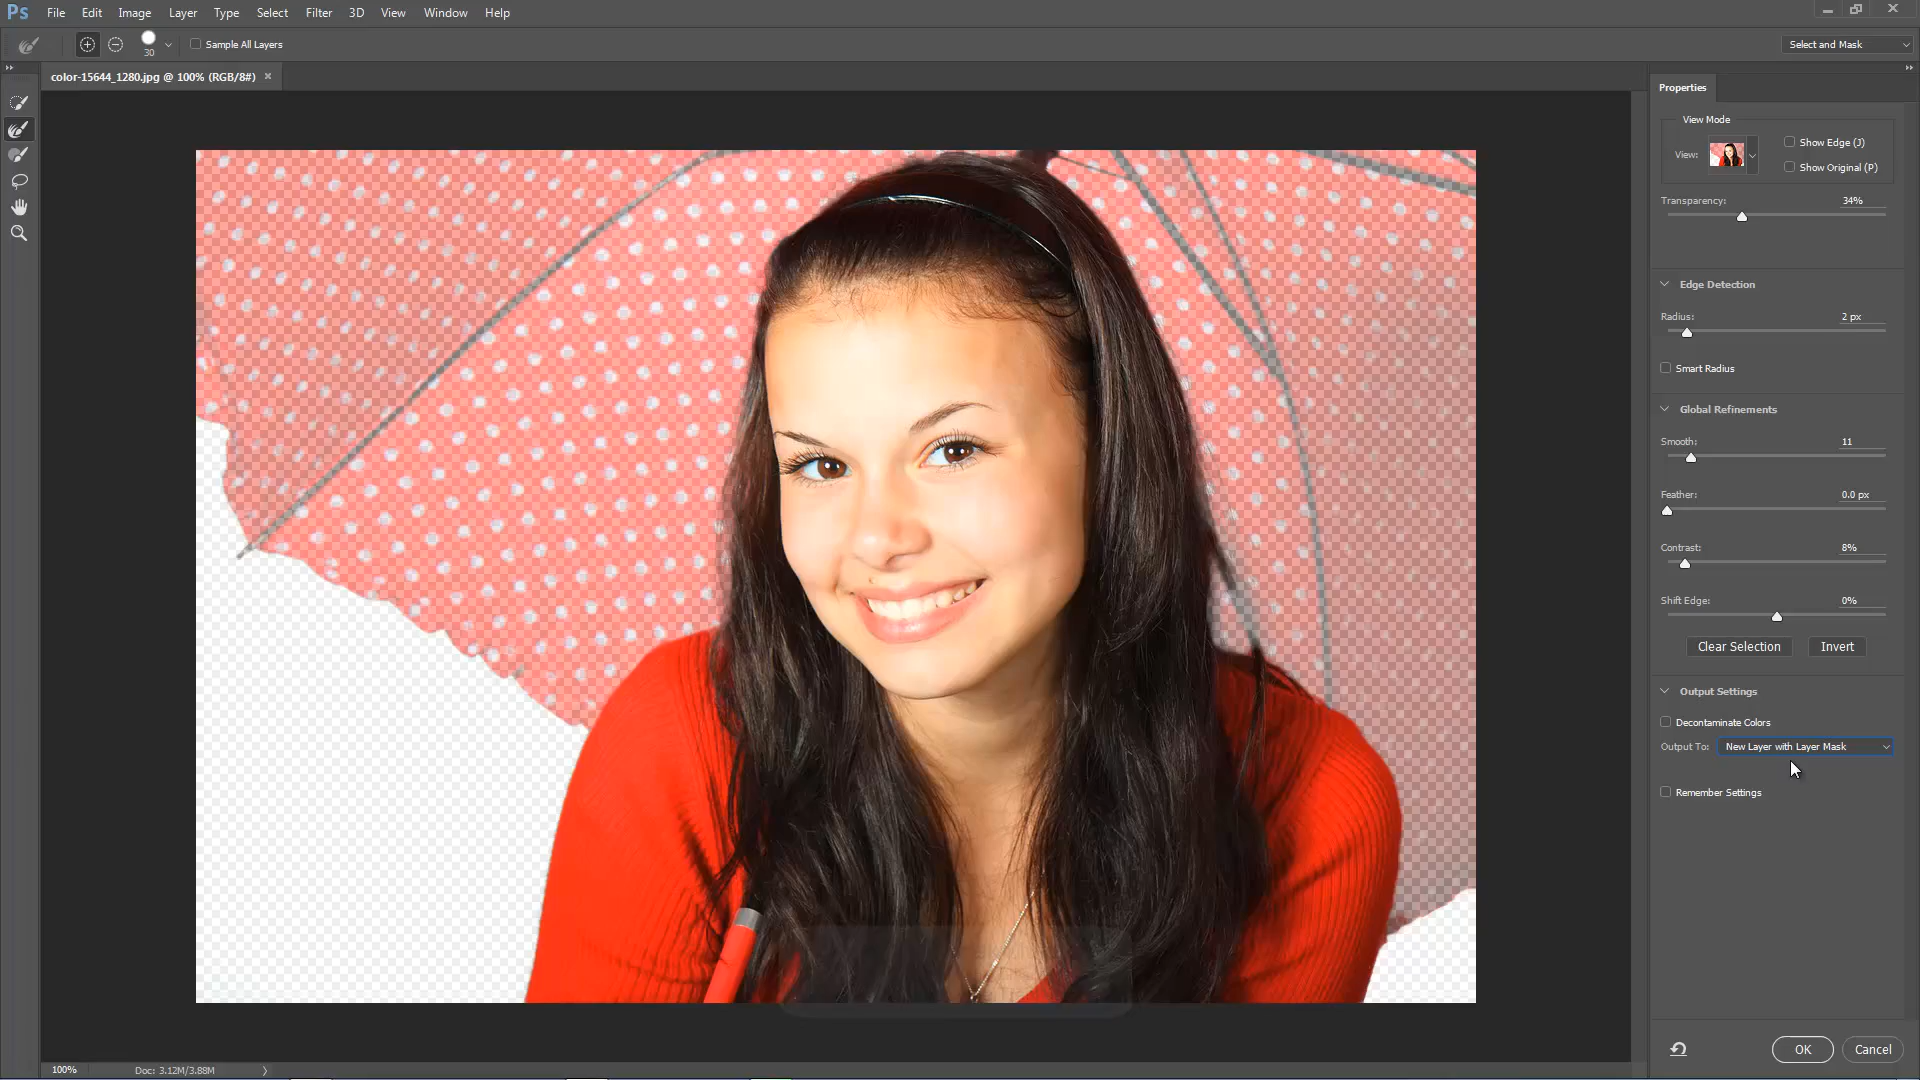 Ps File Edit Image Layer Type Select Filter 3D View Window Help
30 Sample All Layers Select and Mask
color-15644_1280.jpg @ 100% (RGB/8#)
Properties
View Mode
View: Show Edge (J)
Show Original (P)
Transparency: 34%
Edge Detection
Radius: 2 px
Smart Radius
Global Refinements
Smooth: 11
Feather: 0.0 px
Contrast: 8%
Shift Edge: 0%
Clear Selection Invert
Output Settings
Decontaminate Colors
Output To: New Layer with Layer Mask
Remember Settings
OK Cancel
100% Doc: 3.12M/3.88M